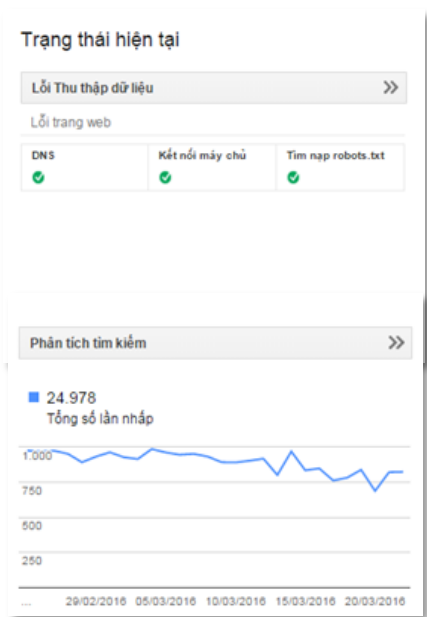 Trạng thái hiện tại
Lỗi Thu thập dữ liệu
Lỗi trang web
DNS Kết nối máy chủ Tìm nạp robots.txt
Phân tích tìm kiếm
24.978
Tổng số lần nhấp
1.000
750
500
250
... 29/02/2016 05/03/2016 10/03/2016 15/03/2016 20/03/2016